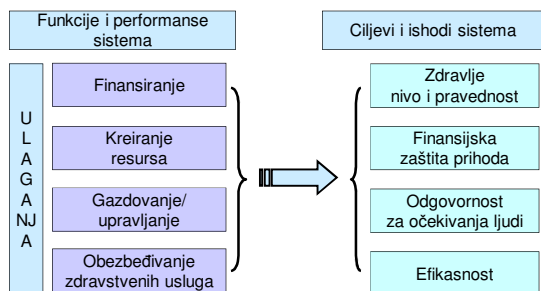 Funkcije i performanse
sistema
Ciljevi i ishodi sistema
U
L
A
G
A
NJ
A
Finansiranje
Kreiranje
resursa
Gazdovanje/
upravljanje
Obezbeđivanje
zdravstvenih usluga
Zdravlje
nivo i pravednost
Finansijska
zaštita prihoda
Odgovornost
za očekivanja ljudi
Efikasnost